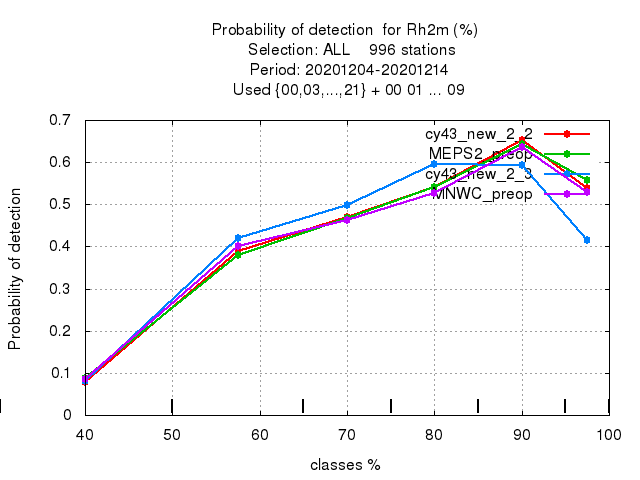 Probability of detection  for Rh2m (%)
Selection: ALL    996 stations
Period: 20201204-20201214
Used {00,03,...,21} + 00 01 ... 09
0.7
0.6
0.5
0.4
0.3
0.2
0.1
0
Probability of detection
cy43_new_2_2
MEPS2_preop
cy43_new_2_3
MNWC_preop
40 50 60 70 80 90 100
classes %